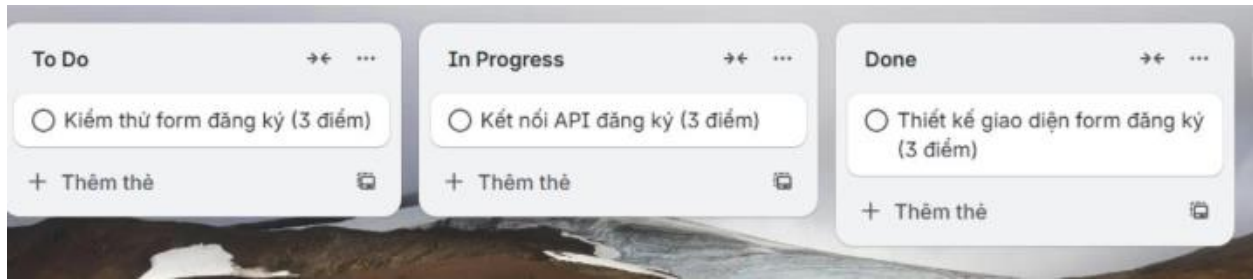 To Do
Kiểm thử form đăng ký (3 điểm)
Thêm thẻ
In Progress
Kết nối API đăng ký (3 điểm)
Thêm thẻ
Done
Thiết kế giao diện form đăng ký
(3 điểm)
Thêm thẻ